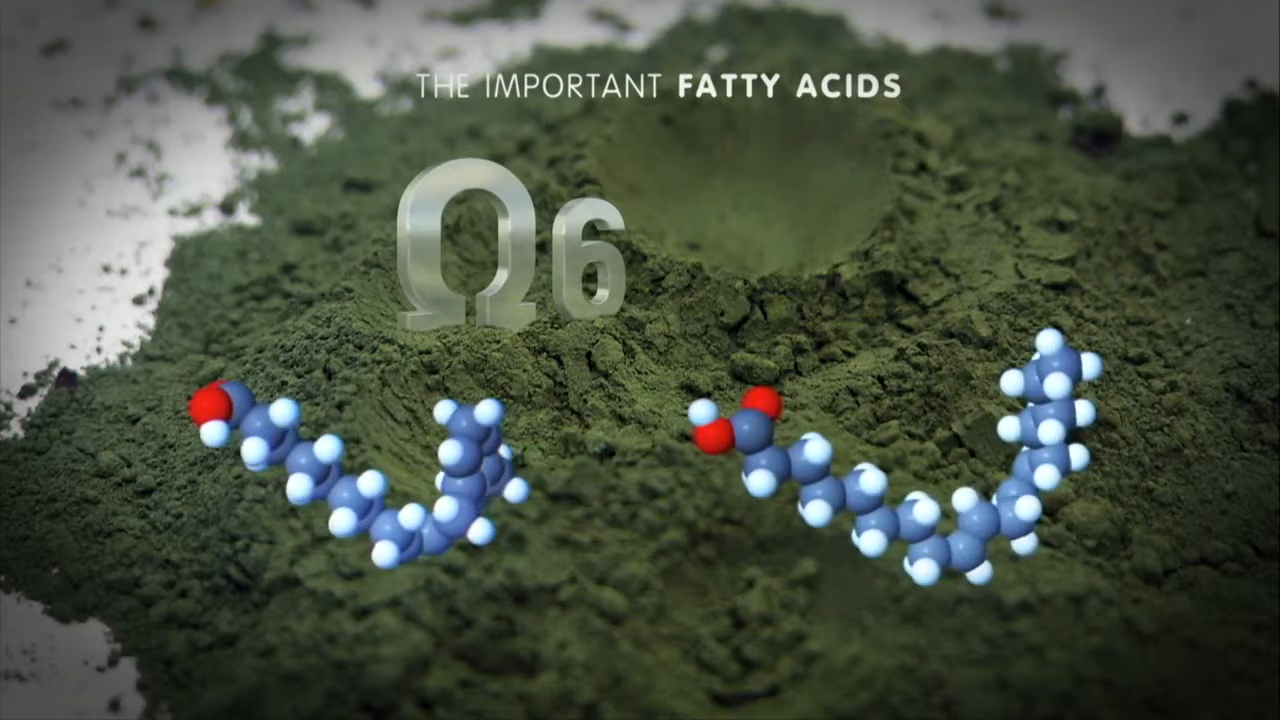 THE IMPORTANT FATTY ACIDS
Ω6